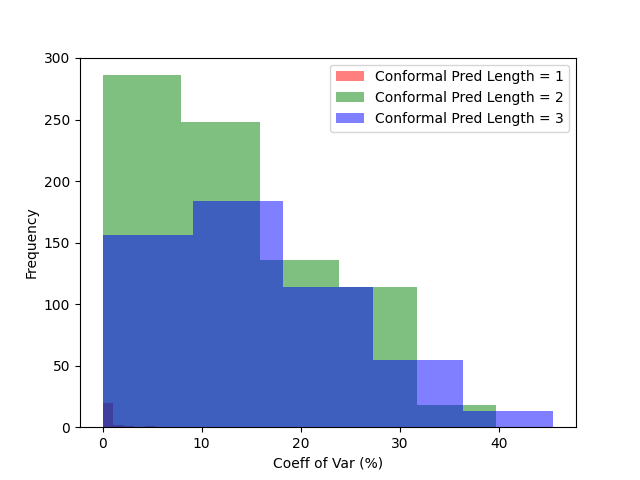 300
250
200
150
100
50
0
Frequency
0 10 20 30 40
Coeff of Var (%)
Conformal Pred Length = 1
Conformal Pred Length = 2
Conformal Pred Length = 3